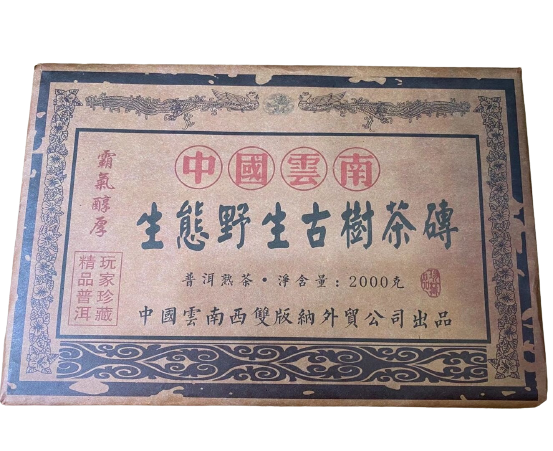 中國雲南
霸氣醇厚
生態野生古樹茶磚
普洱熟茶·淨含量：2000克
玩家珍藏
精品普洱
中國雲南西雙版納外貿公司出品